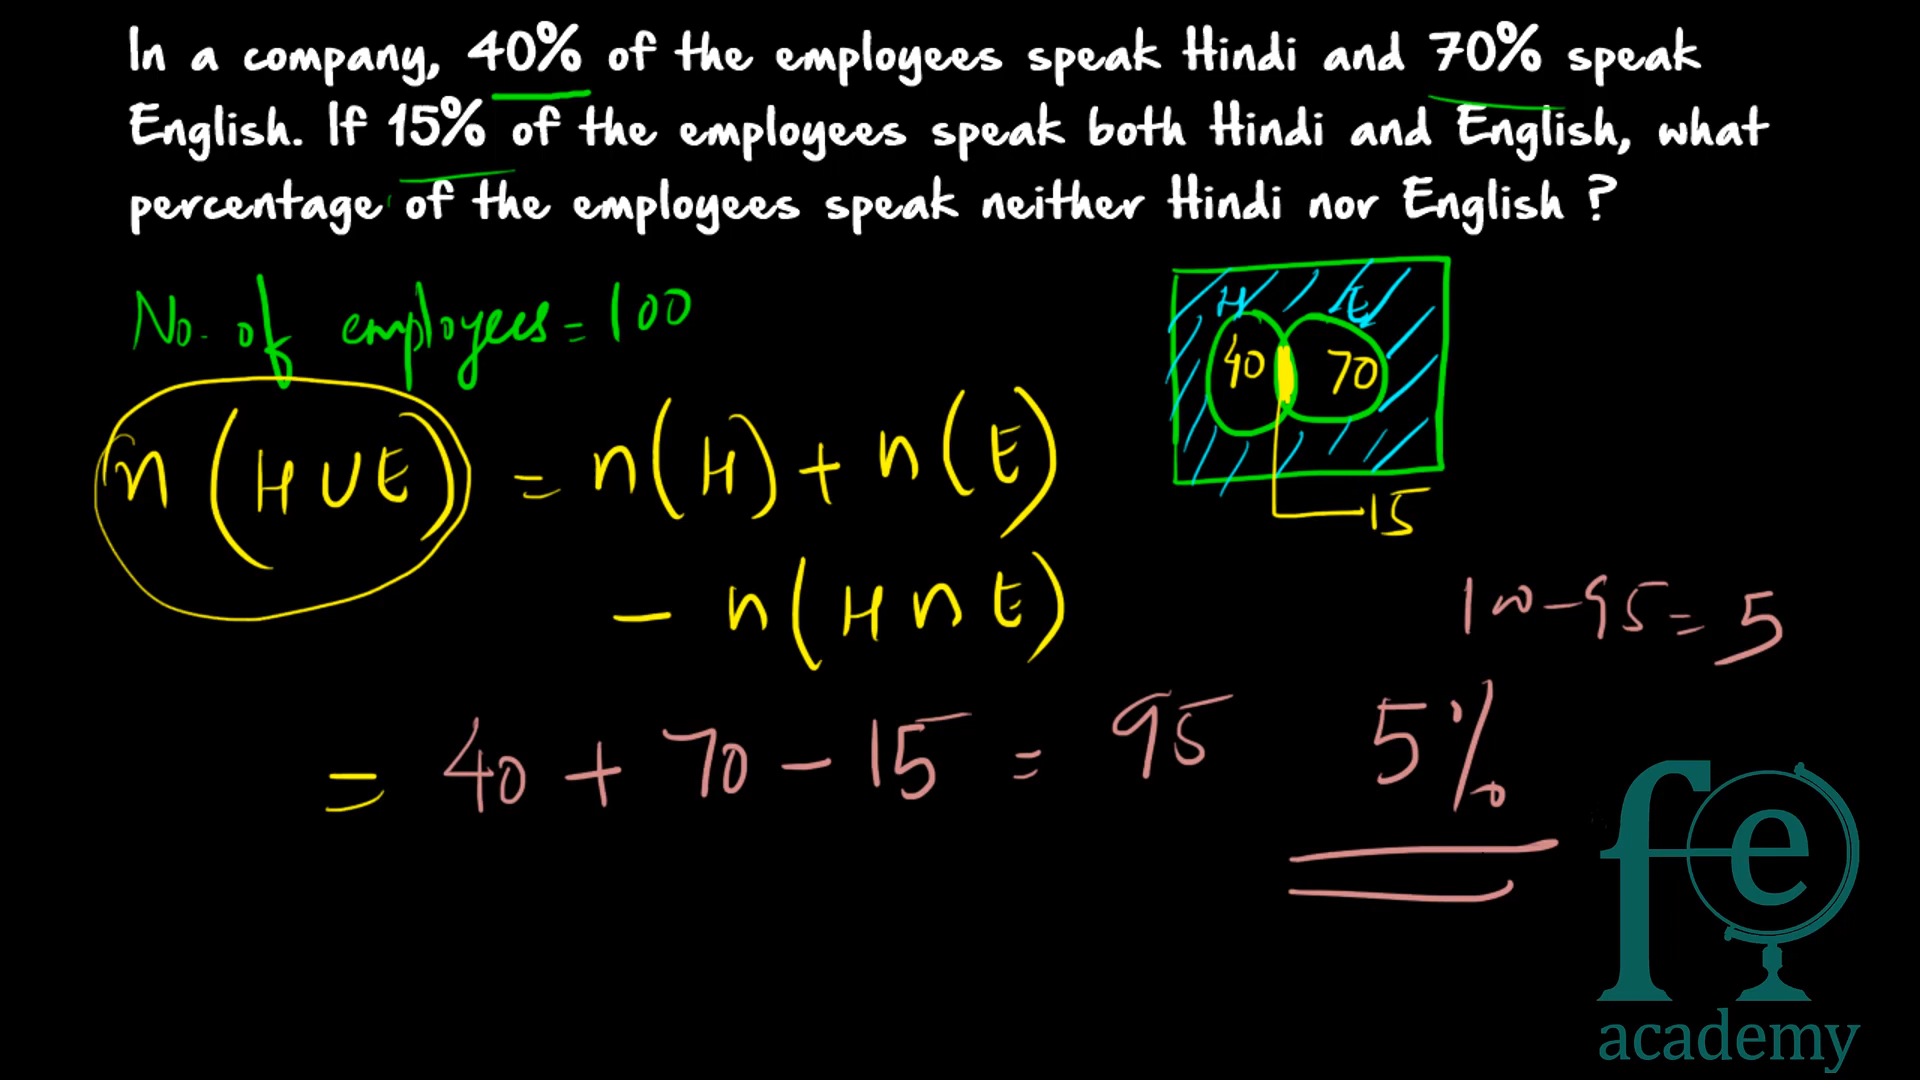 In a company, 40% of the employees speak Hindi and 70% speak
English. If 15% of the employees speak both Hindi and English, what
percentage of the employees speak neither Hindi nor English ?
No. of employees = 100
H E
40 70
15
n (H ∪ E) = n(H) + n(E)
- n(H ∩ E)
100 - 95 = 5
= 40 + 70 - 15 = 95
5%
fe
academy